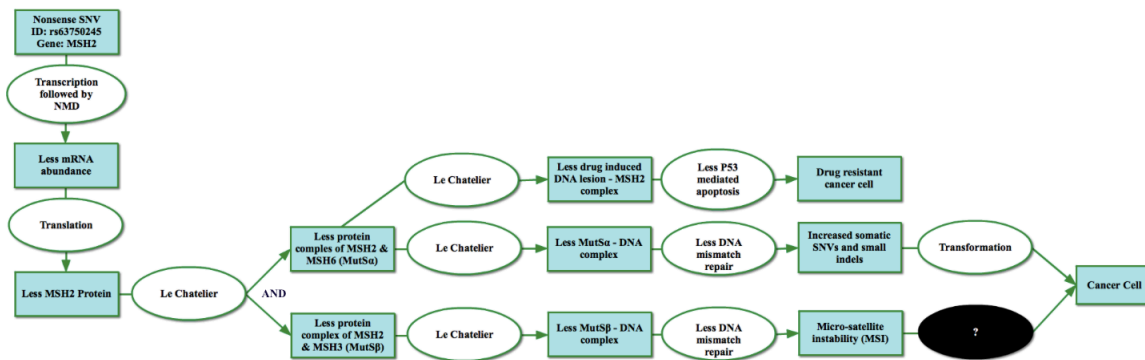 Nonsense SNV
ID: rs63750245
Gene: MSH2
Transcription
followed by
NMD
Less mRNA
abundance
Translation
Less MSH2 Protein
Le Chatelier
AND
Less protein
comples of MSH2 &
MSH6 (MutSα)
Le Chatelier
Less drug induced
DNA lesion - MSH2
complex
Less P53
mediated
apoptosis
Drug resistant
cancer cell
Le Chatelier
Less MutSα - DNA
complex
Less DNA
mismatch
repair
Increased somatic
SNVs and small
indels
Transformation
Cancer Cell
Less protein
complex of MSH2
& MSH3 (MutSβ)
Le Chatelier
Less MutSβ - DNA
complex
Less DNA
mismatch
repair
Micro-satellite
instability (MSI)
?